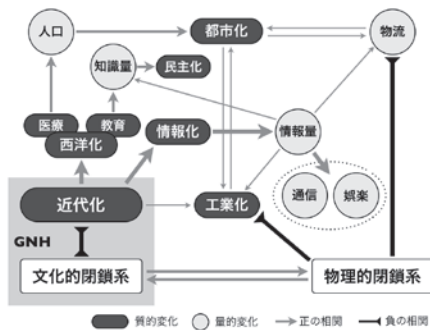 人口
都市化
物流
知識量
民主化
医療
教育
西洋化
情報化
情報量
通信
娯楽
近代化
工業化
GNH
文化的閉鎖系
物理的閉鎖系
質的変化
量的変化
正の相関
負の相関